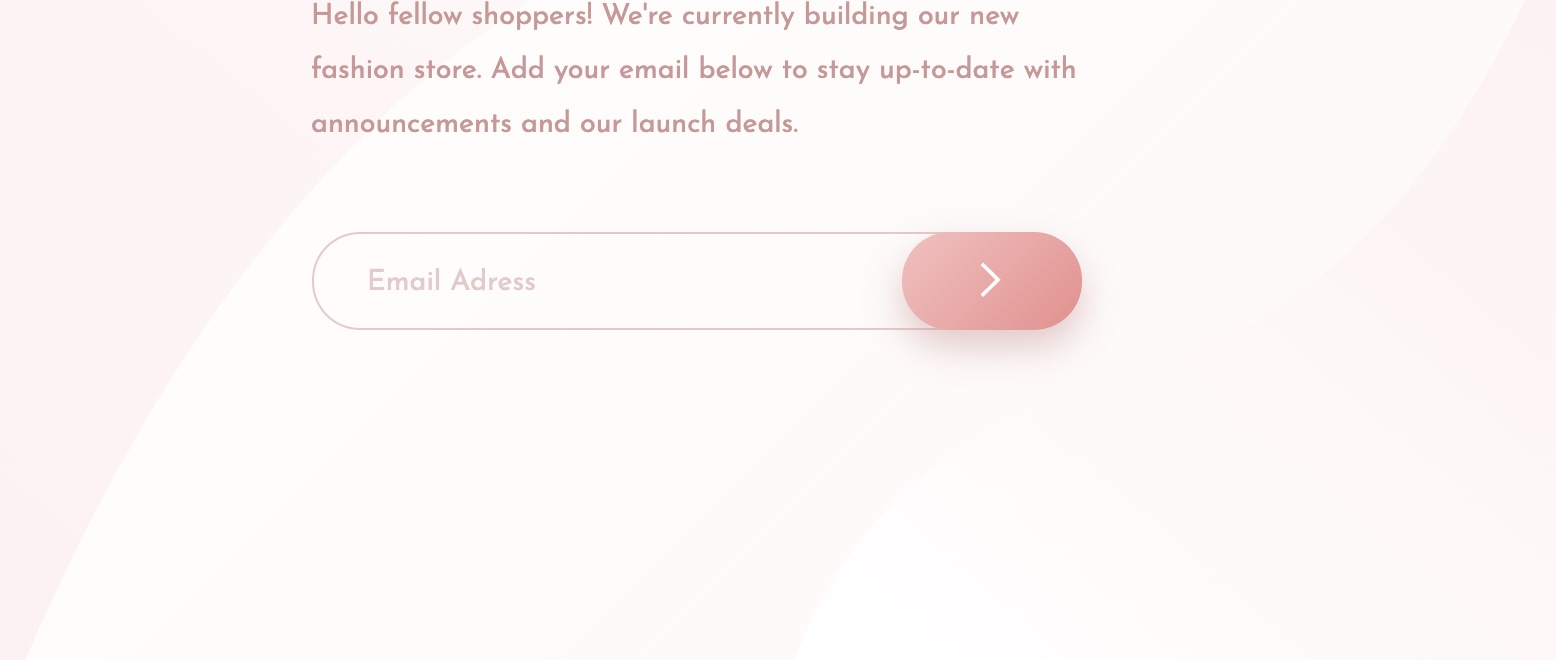 Hello fellow shoppers! We're currently building our new
fashion store. Add your email below to stay up-to-date with
announcements and our launch deals.
Email Adress